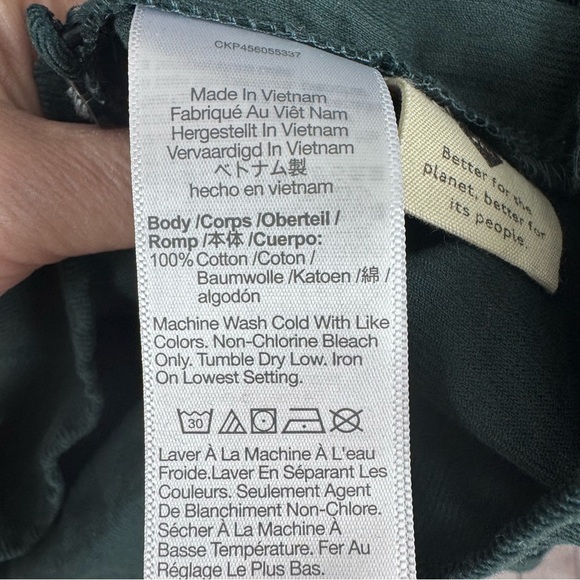 CKP456055337
Made In Vietnam
Fabriqué Au Viêt Nam
Hergestellt In Vietnam
Vervaardigd In Vietnam
ベトナム製
hecho en vietnam
Body /Corps /Oberteil /
Romp /本体 /Cuerpo:
100% Cotton /Coton /
Baumwolle /Katoen /綿 /
algodón
Machine Wash Cold With Like
Colors. Non-Chlorine Bleach
Only. Tumble Dry Low. Iron
On Lowest Setting.
30
Laver À La Machine À L'eau
Froide.Laver En Séparant Les
Couleurs. Seulement Agent
De Blanchiment Non-Chlore.
Sécher À La Machine À
Basse Température. Fer Au
Réglage Le Plus Bas.
Better for the
planet, better for
its people.